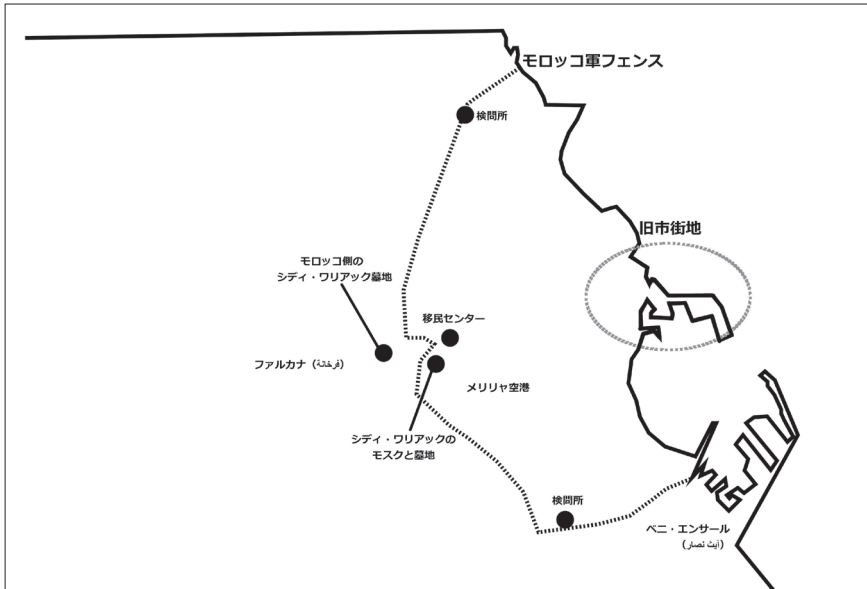 モロッコ軍フェンス
検問所
旧市街地
モロッコ側の
シディ・ワリアック墓地
移民センター
ファルカナ（فرخانة）
メリリャ空港
シディ・ワリアックの
モスクと墓地
検問所
ベニ・エンサール
（آيت نصار）